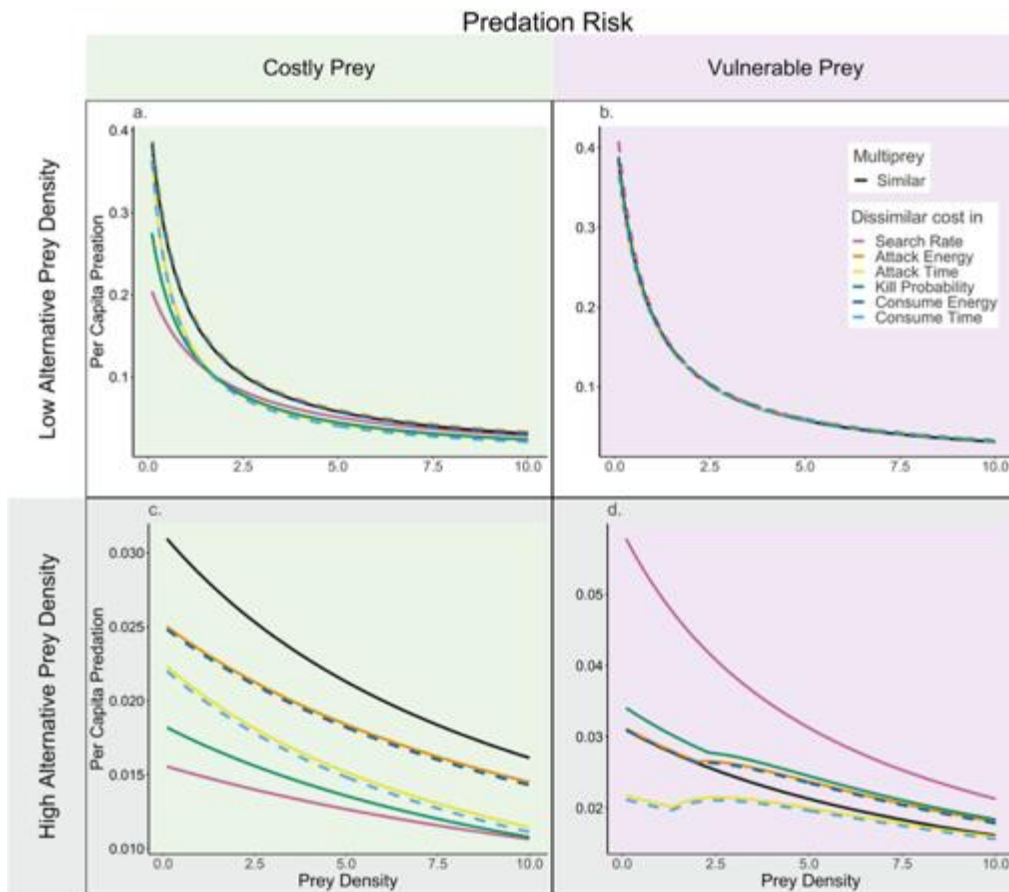 Predation Risk
Costly Prey
Vulnerable Prey
Low Alternative Prey Density
High Alternative Prey Density
a.
Per Capita Preation
0.4
0.3
0.2
0.1
0.0
2.5
5.0
7.5
10.0
b.
0.4
0.3
0.2
0.1
0.0
2.5
5.0
7.5
10.0
Multiprey
Similar
Dissimilar cost in
Search Rate
Attack Energy
Attack Time
Kill Probability
Consume Energy
Consume Time
c.
Per Capita Predation
0.030
0.025
0.020
0.015
0.010
0.0
2.5
5.0
7.5
10.0
Prey Density
d.
0.05
0.04
0.03
0.02
0.0
2.5
5.0
7.5
10.0
Prey Density